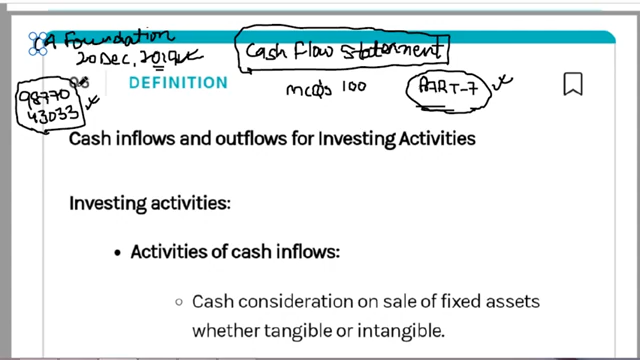 CA Foundation
20 Dec, 2019
Cash flow statement
98770
43033
DEFINITION
mcqs 100
PART-7
Cash inflows and outflows for Investing Activities
Investing activities:
• Activities of cash inflows:
○ Cash consideration on sale of fixed assets
whether tangible or intangible.